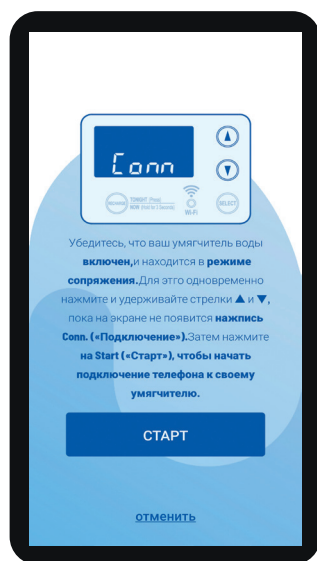 Conn
RECHARGE
TONIGHT (Press)
NOW (Hold for 3 Seconds)
Wi-Fi
SELECT
Убедитесь, что ваш умягчитель воды
включен,и находится в режиме
сопряжения.Для этго одновременно
нажмите и удерживайте стрелки ▲ и ▼,
пока на экране не появится нажпись
Conn. («Подключение»).Затем нажмите
на Start («Старт»), чтобы начать
подключение телефона к своему
умягчителю.
СТАРТ
отменить